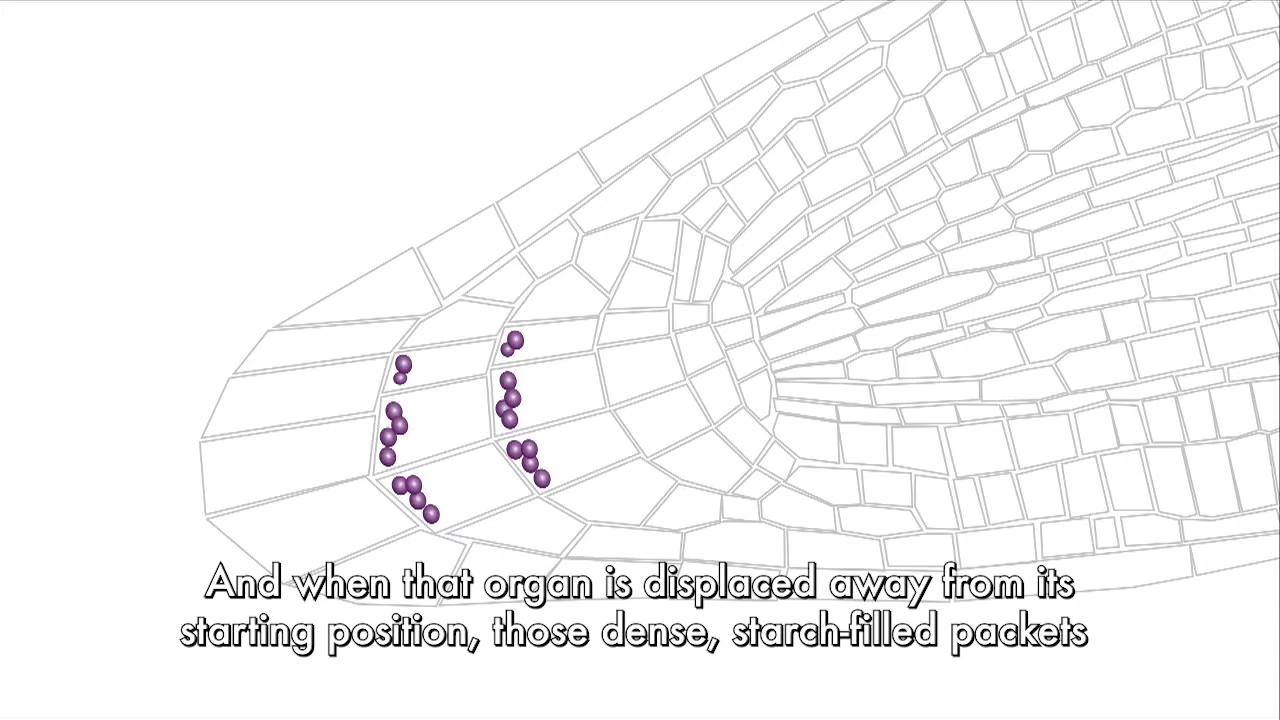 And when that organ is displaced away from its
starting position, those dense, starch-filled packets